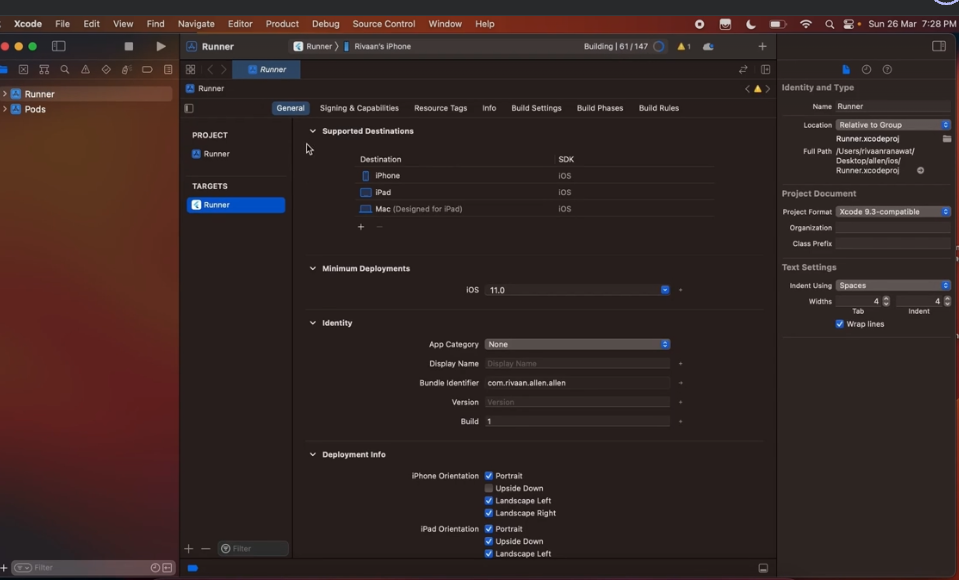 Xcode File Edit View Find Navigate Editor Product Debug Source Control Window Help Sun 26 Mar 7:28 PM
Runner Runner Rivaan's iPhone Building | 61/147 1
Runner
Runner
Runner
Pods
General Signing & Capabilities Resource Tags Info Build Settings Build Phases Build Rules
PROJECT
Runner
TARGETS
Runner
Filter
Filter
Supported Destinations
Destination SDK
iPhone iOS
iPad iOS
Mac (Designed for iPad) iOS
Minimum Deployments
iOS 11.0
Identity
App Category None
Display Name Display Name
Bundle Identifier com.rivaan.allen.allen
Version Version
Build 1
Deployment Info
iPhone Orientation Portrait
Upside Down
Landscape Left
Landscape Right
iPad Orientation Portrait
Upside Down
Landscape Left
Identity and Type
Name Runner
Location Relative to Group
Runner.xcodeproj
Full Path /Users/rivaanranawat/
Desktop/allen/ios/
Runner.xcodeproj
Project Document
Project Format Xcode 9.3-compatible
Organization
Class Prefix
Text Settings
Indent Using Spaces
Widths 4 4
Tab Indent
Wrap lines